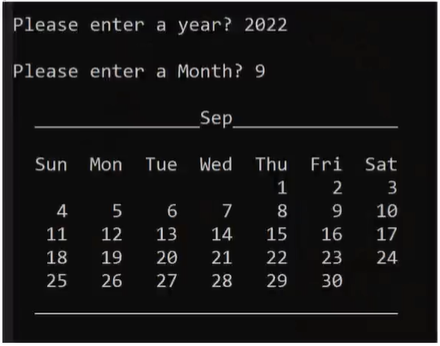 Please enter a year? 2022
Please enter a Month? 9
_______________Sep_______________
Sun Mon Tue Wed Thu Fri Sat
1 2 3
4 5 6 7 8 9 10
11 12 13 14 15 16 17
18 19 20 21 22 23 24
25 26 27 28 29 30